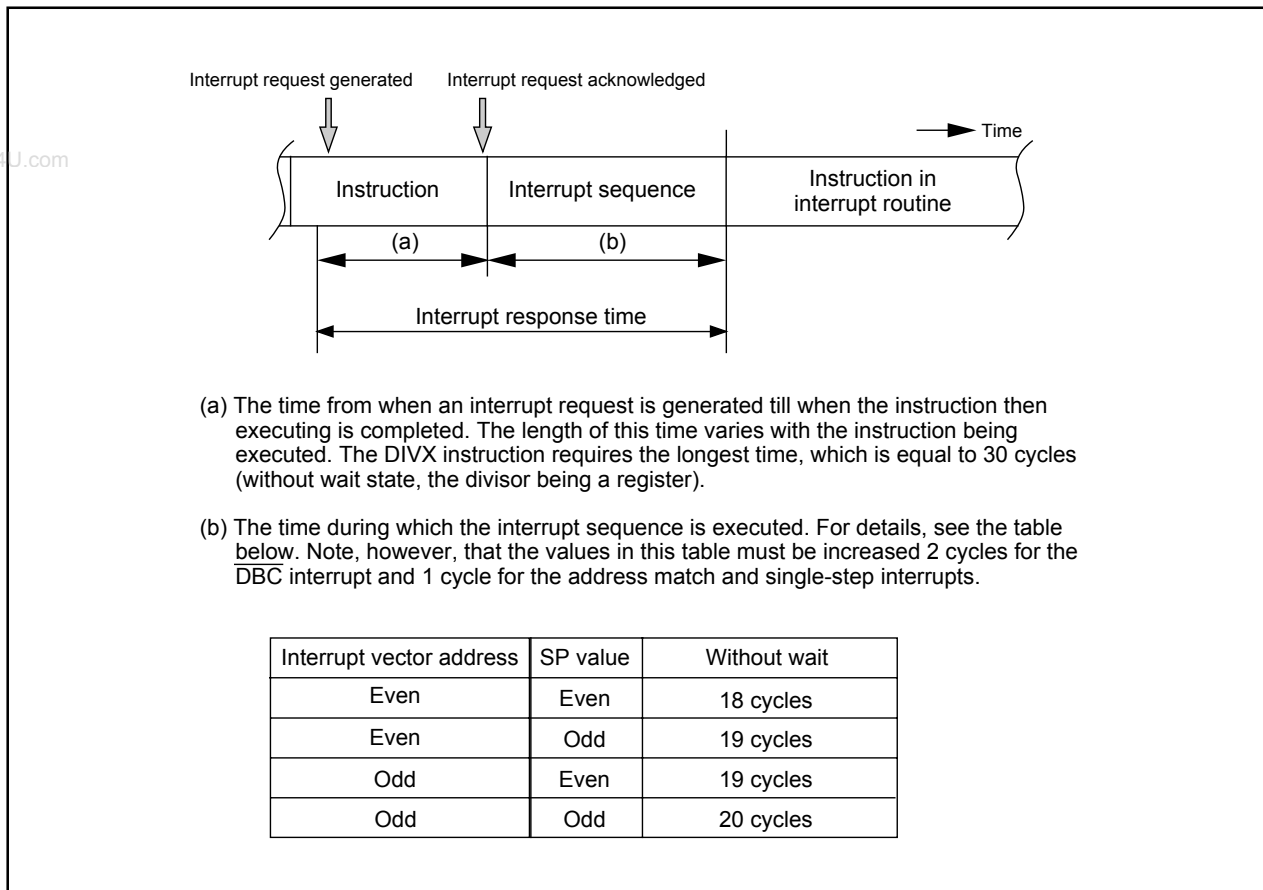 Interrupt request generated
Interrupt request acknowledged
Time
4U.com
Instruction
Interrupt sequence
Instruction in
interrupt routine
(a)
(b)
Interrupt response time
(a) The time from when an interrupt request is generated till when the instruction then
executing is completed. The length of this time varies with the instruction being
executed. The DIVX instruction requires the longest time, which is equal to 30 cycles
(without wait state, the divisor being a register).
(b) The time during which the interrupt sequence is executed. For details, see the table
below. Note, however, that the values in this table must be increased 2 cycles for the
DBC interrupt and 1 cycle for the address match and single-step interrupts.
Interrupt vector address SP value Without wait
Even Even 18 cycles
Even Odd 19 cycles
Odd Even 19 cycles
Odd Odd 20 cycles